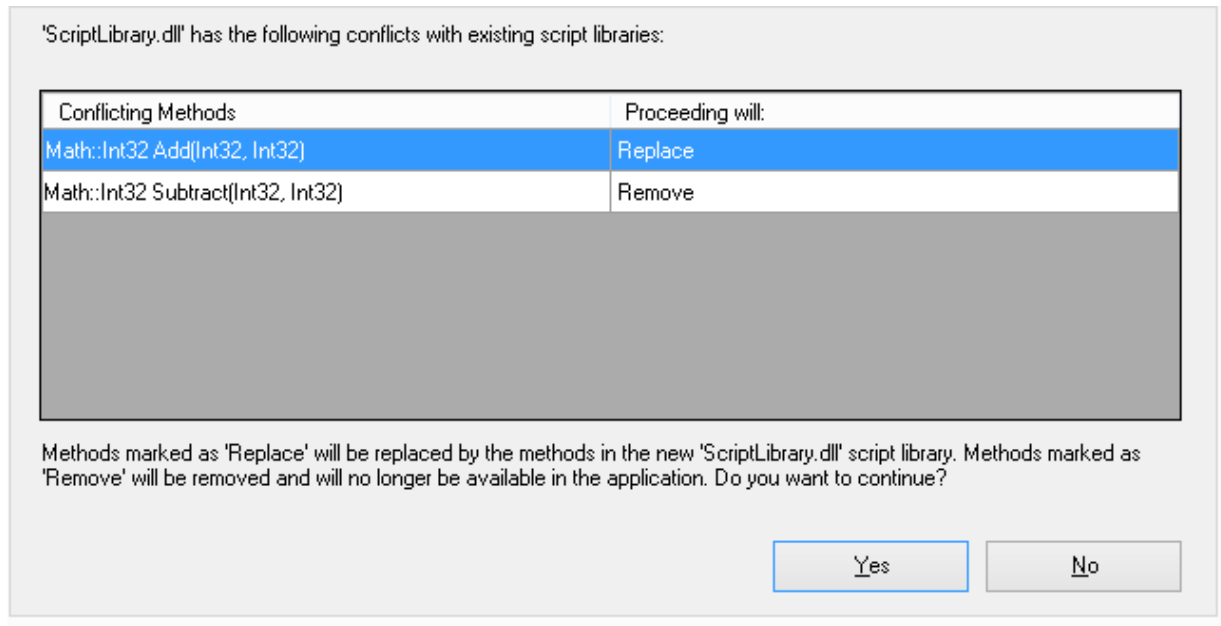 'ScriptLibrary.dll' has the following conflicts with existing script libraries:
Conflicting Methods Proceeding will:
Math::Int32 Add(Int32, Int32) Replace
Math::Int32 Subtract(Int32, Int32) Remove
Methods marked as 'Replace' will be replaced by the methods in the new 'ScriptLibrary.dll' script library. Methods marked as
'Remove' will be removed and will no longer be available in the application. Do you want to continue?
Yes No